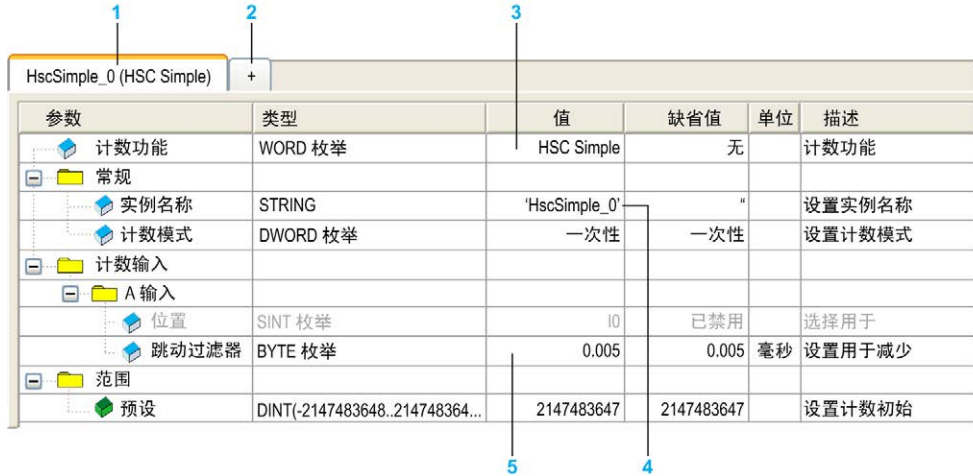 1 2 3
HscSimple_0 (HSC Simple) +
参数 类型 值 缺省值 单位 描述
计数功能 WORD 枚举 HSC Simple 无 计数功能
常规
实例名称 STRING 'HscSimple_0' " 设置实例名称
计数模式 DWORD 枚举 一次性 一次性 设置计数模式
计数输入
A 输入
位置 SINT 枚举 I0 已禁用 选择用于
跳动过滤器 BYTE 枚举 0.005 0.005 毫秒 设置用于减少
范围
预设 DINT(-2147483648..214748364... 2147483647 2147483647 设置计数初始
5 4